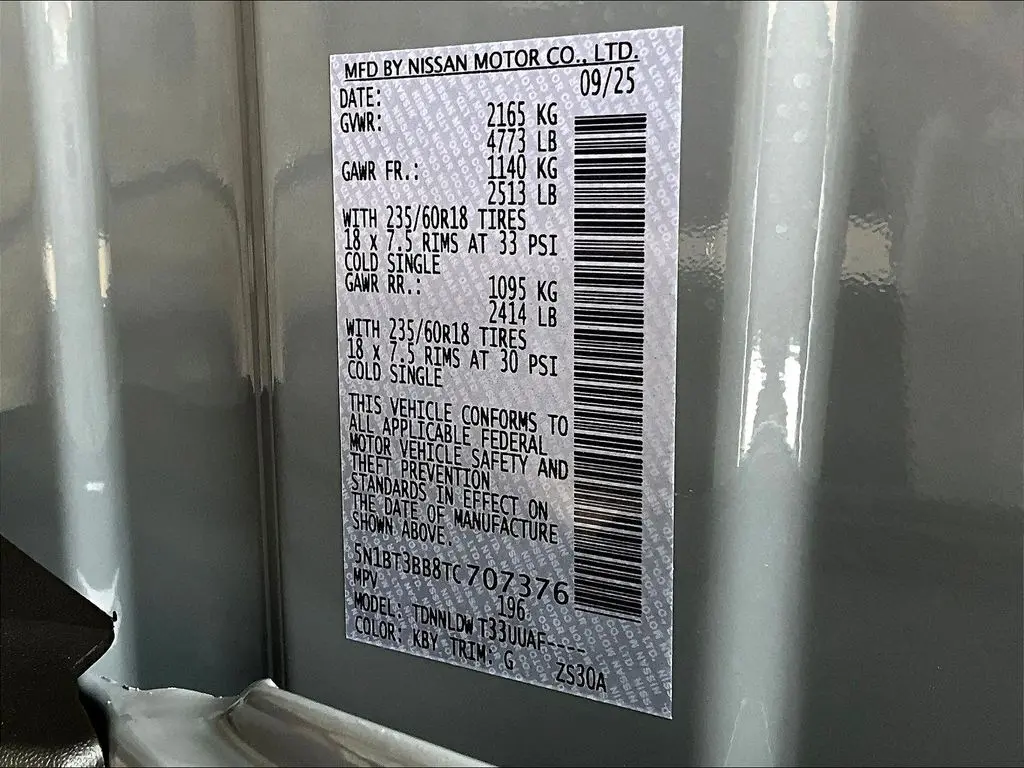 MFD BY NISSAN MOTOR CO., LTD.
DATE: 09/25
GVWR: 2165 KG
4773 LB
GAWR FR.: 1140 KG
2513 LB
WITH 235/60R18 TIRES
18 x 7.5 RIMS AT 33 PSI
COLD SINGLE
GAWR RR.: 1095 KG
2414 LB
WITH 235/60R18 TIRES
18 x 7.5 RIMS AT 30 PSI
COLD SINGLE
THIS VEHICLE CONFORMS TO
ALL APPLICABLE FEDERAL
MOTOR VEHICLE SAFETY AND
THEFT PREVENTION
STANDARDS IN EFFECT ON
THE DATE OF MANUFACTURE
SHOWN ABOVE.
5N1BT3BB8TC707376
MPV 196
MODEL: TDNNLDW T33UUAF----
COLOR: KBY TRIM: G
ZS30A